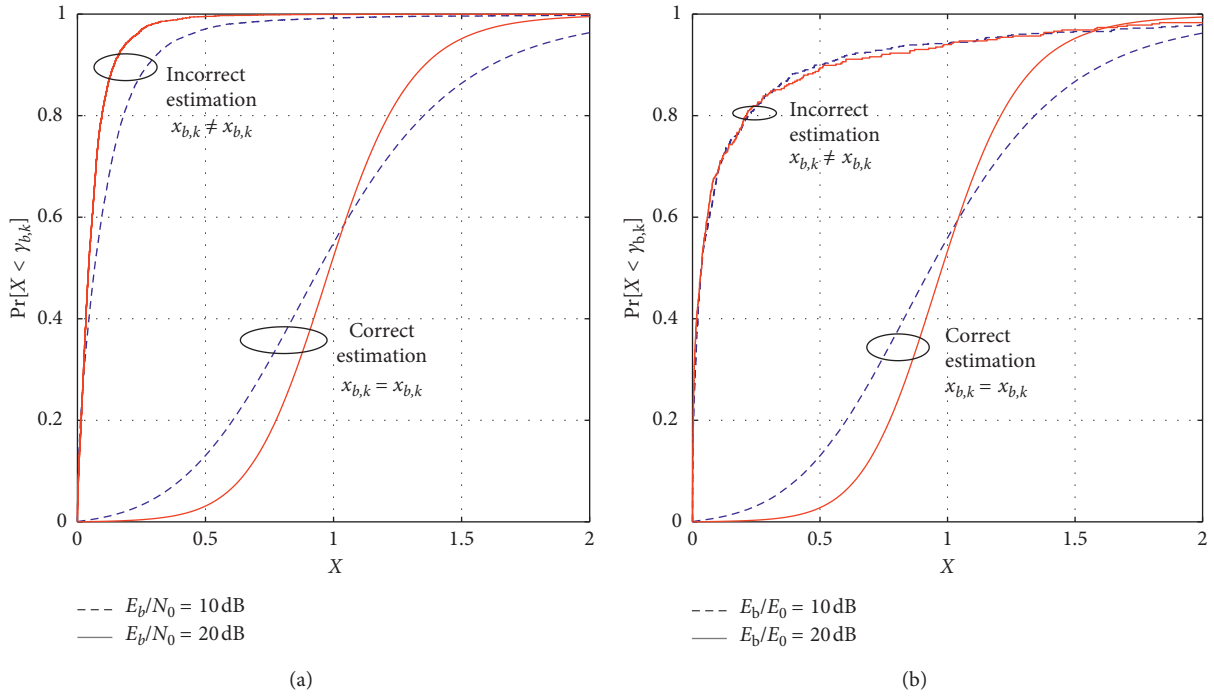 1
0.8
0.6
0.4
0.2
0
Pr[X < γb,k]
Incorrect
estimation
xb,k ≠ xb,k
Correct
estimation
xb,k = xb,k
0 0.5 1 1.5 2
X
Eb/N0 = 10 dB
Eb/N0 = 20 dB
(a)
1
0.8
0.6
0.4
0.2
0
Pr[X < γb,k]
Incorrect
estimation
xb,k ≠ xb,k
Correct
estimation
xb,k = xb,k
0 0.5 1 1.5 2
X
Eb/E0 = 10 dB
Eb/E0 = 20 dB
(b)